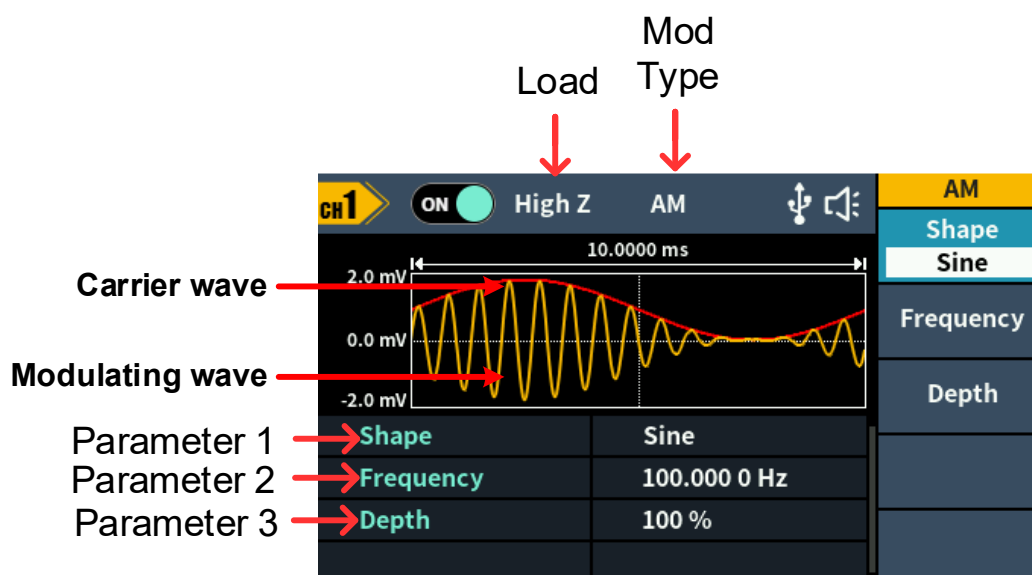 Mod
Load Type
CH1 ON High Z AM
AM
Shape
Sine
Frequency
Depth
10.0000 ms
2.0 mV
0.0 mV
-2.0 mV
Carrier wave
Modulating wave
Parameter 1 Shape Sine
Parameter 2 Frequency 100.000 0 Hz
Parameter 3 Depth 100 %